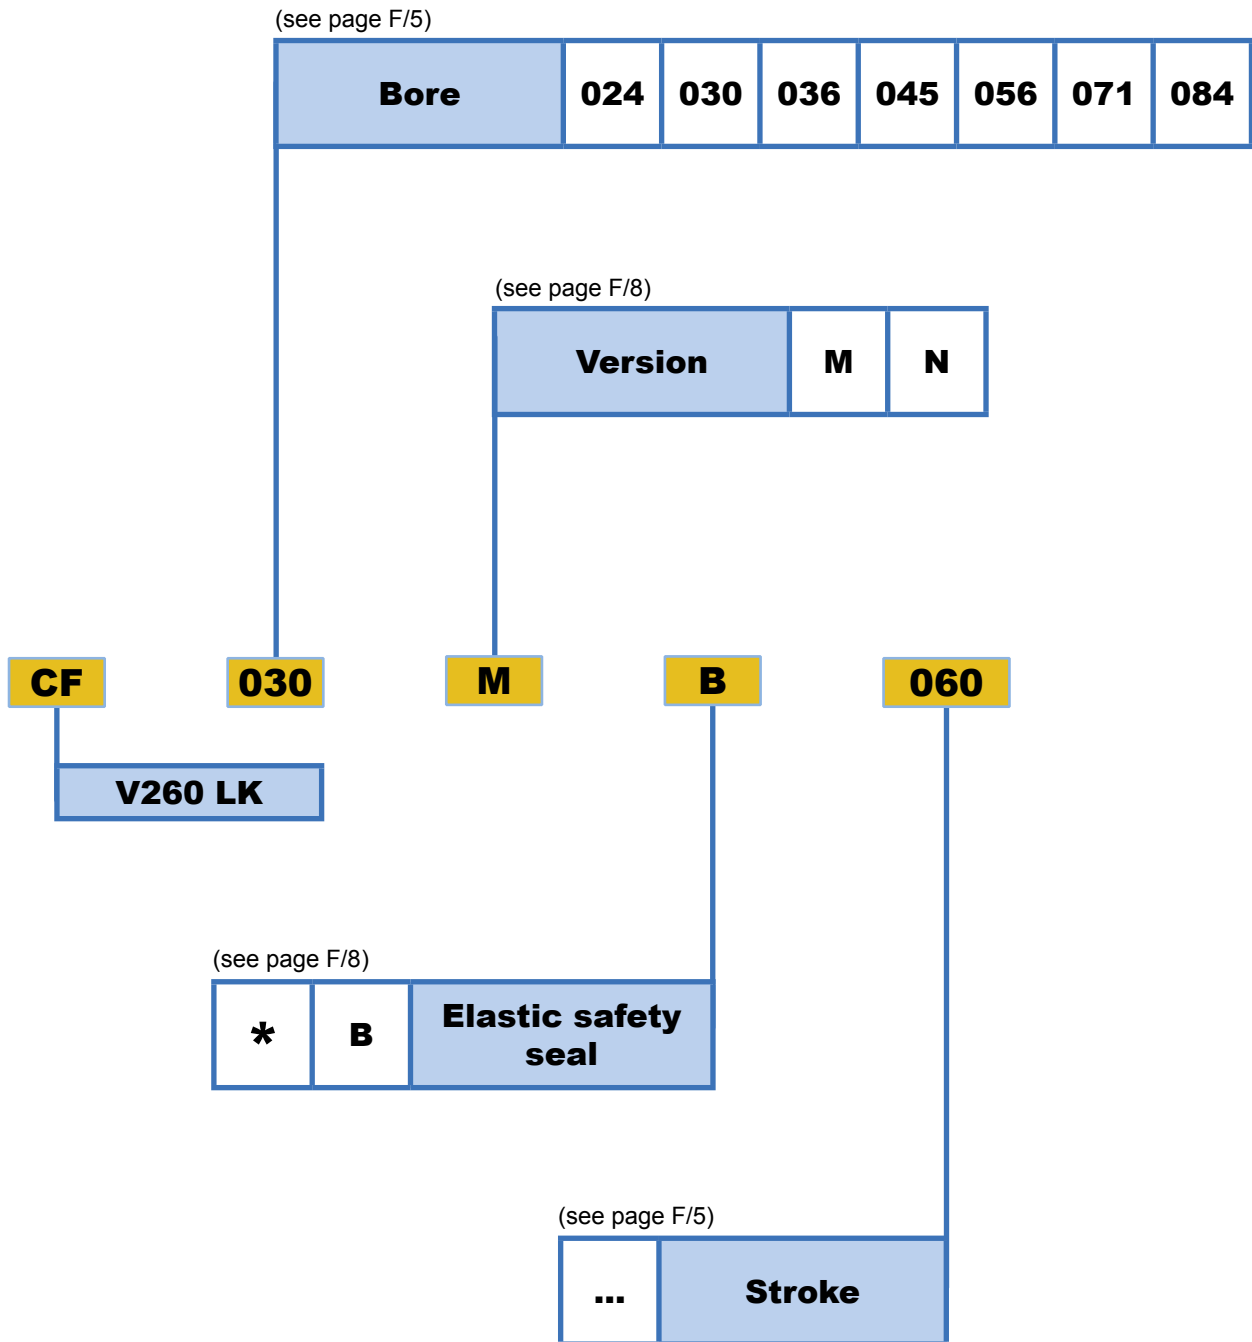 (see page F/5)
Bore 024 030 036 045 056 071 084
(see page F/8)
Version M N
CF 030 M B 060
V260 LK
(see page F/8)
* B Elastic safety
seal
(see page F/5)
... Stroke